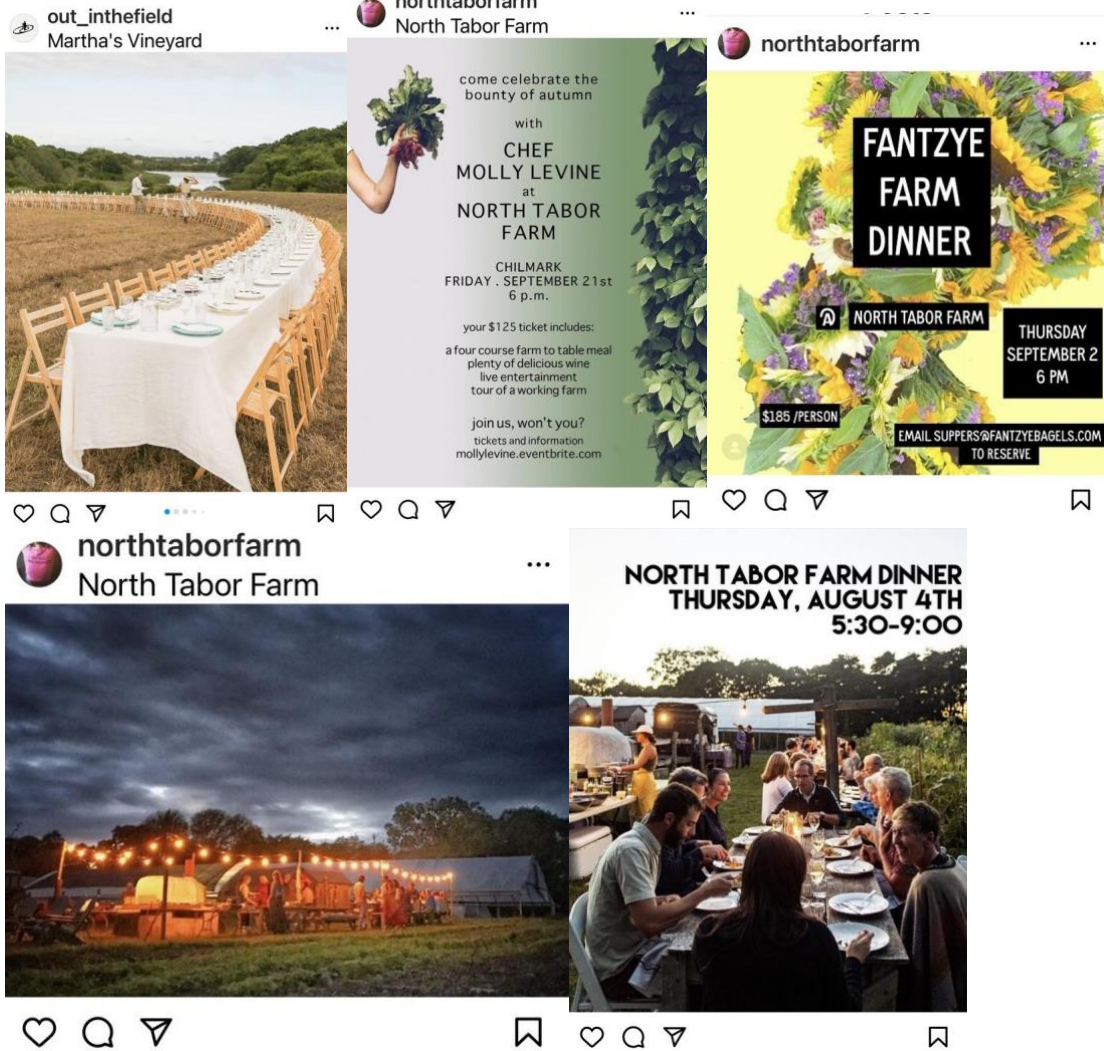 out_inthefield
Martha's Vineyard
northtaborfarm
North Tabor Farm
come celebrate the
bounty of autumn
with
CHEF
MOLLY LEVINE
at
NORTH TABOR
FARM
CHILMARK
FRIDAY . SEPTEMBER 21st
6 p.m.
your $125 ticket includes:
a four course farm to table meal
plenty of delicious wine
live entertainment
tour of a working farm
join us, won't you?
tickets and information
mollylevine.eventbrite.com
northtaborfarm
FANTZYE
FARM
DINNER
@ NORTH TABOR FARM
THURSDAY
SEPTEMBER 2
6 PM
$185 /PERSON
EMAIL SUPPERS@FANTZYEBAGELS.COM
TO RESERVE
northtaborfarm
North Tabor Farm
NORTH TABOR FARM DINNER
THURSDAY, AUGUST 4TH
5:30-9:00